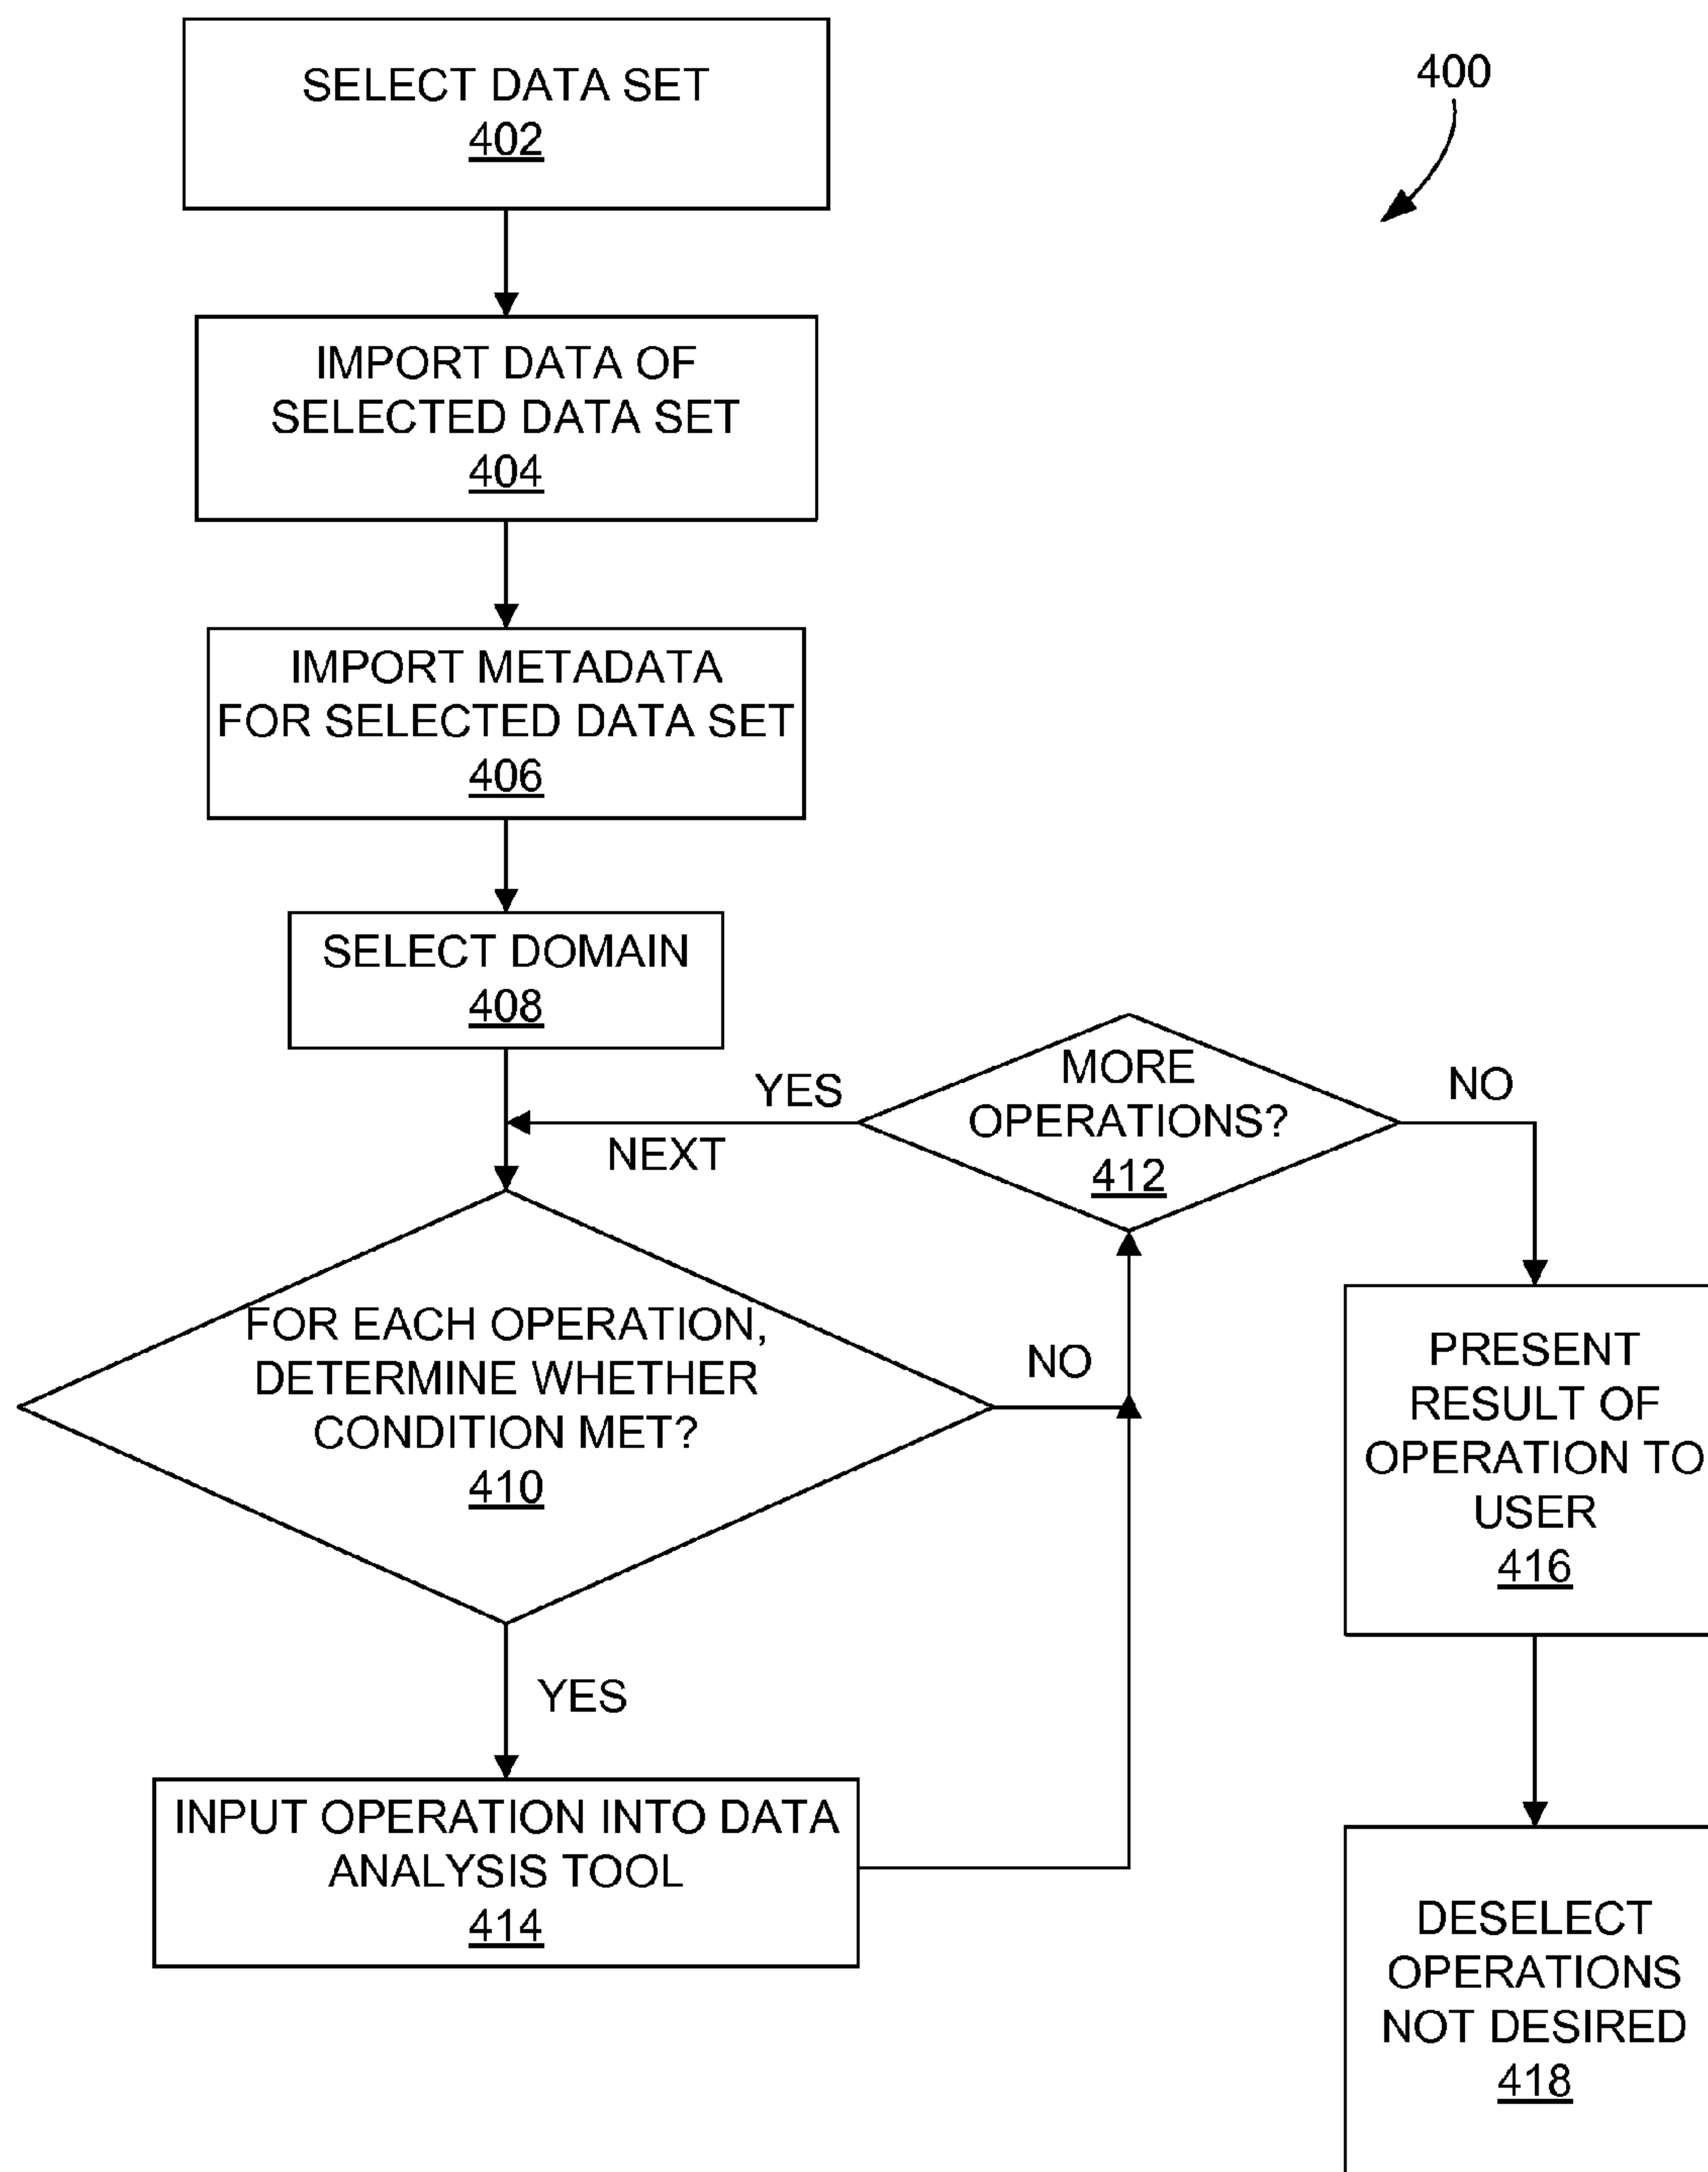 SELECT DATA SET
402
400
IMPORT DATA OF
SELECTED DATA SET
404
IMPORT METADATA
FOR SELECTED DATA SET
406
SELECT DOMAIN
408
YES
NEXT
MORE
OPERATIONS?
412
NO
FOR EACH OPERATION,
DETERMINE WHETHER
CONDITION MET?
410
NO
YES
INPUT OPERATION INTO DATA
ANALYSIS TOOL
414
PRESENT
RESULT OF
OPERATION TO
USER
416
DESELECT
OPERATIONS
NOT DESIRED
418